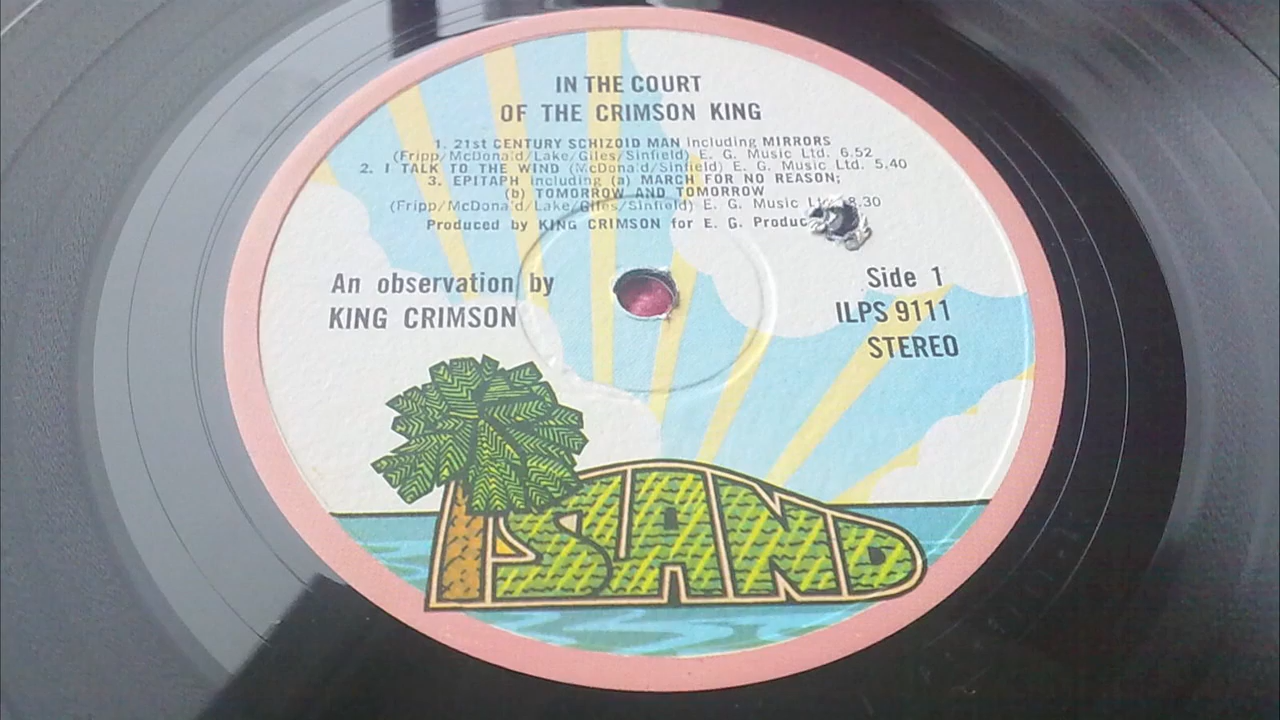 IN THE COURT
OF THE CRIMSON KING
1. 21st CENTURY SCHIZOID MAN including MIRRORS
(Fripp/McDonald/Lake/Giles/Sinfield) E. G. Music Ltd. 6.52
2. I TALK TO THE WIND (McDonald/Sinfield) E. G. Music Ltd. 5.40
3. EPITAPH including (a) MARCH FOR NO REASON;
(b) TOMORROW AND TOMORROW
(Fripp/McDonald/Lake/Giles/Sinfield) E. G. Music 8.30
Produced by KING CRIMSON for E. G.
An observation by
KING CRIMSON
Side 1
ILPS 9111
STEREO
ISLAND